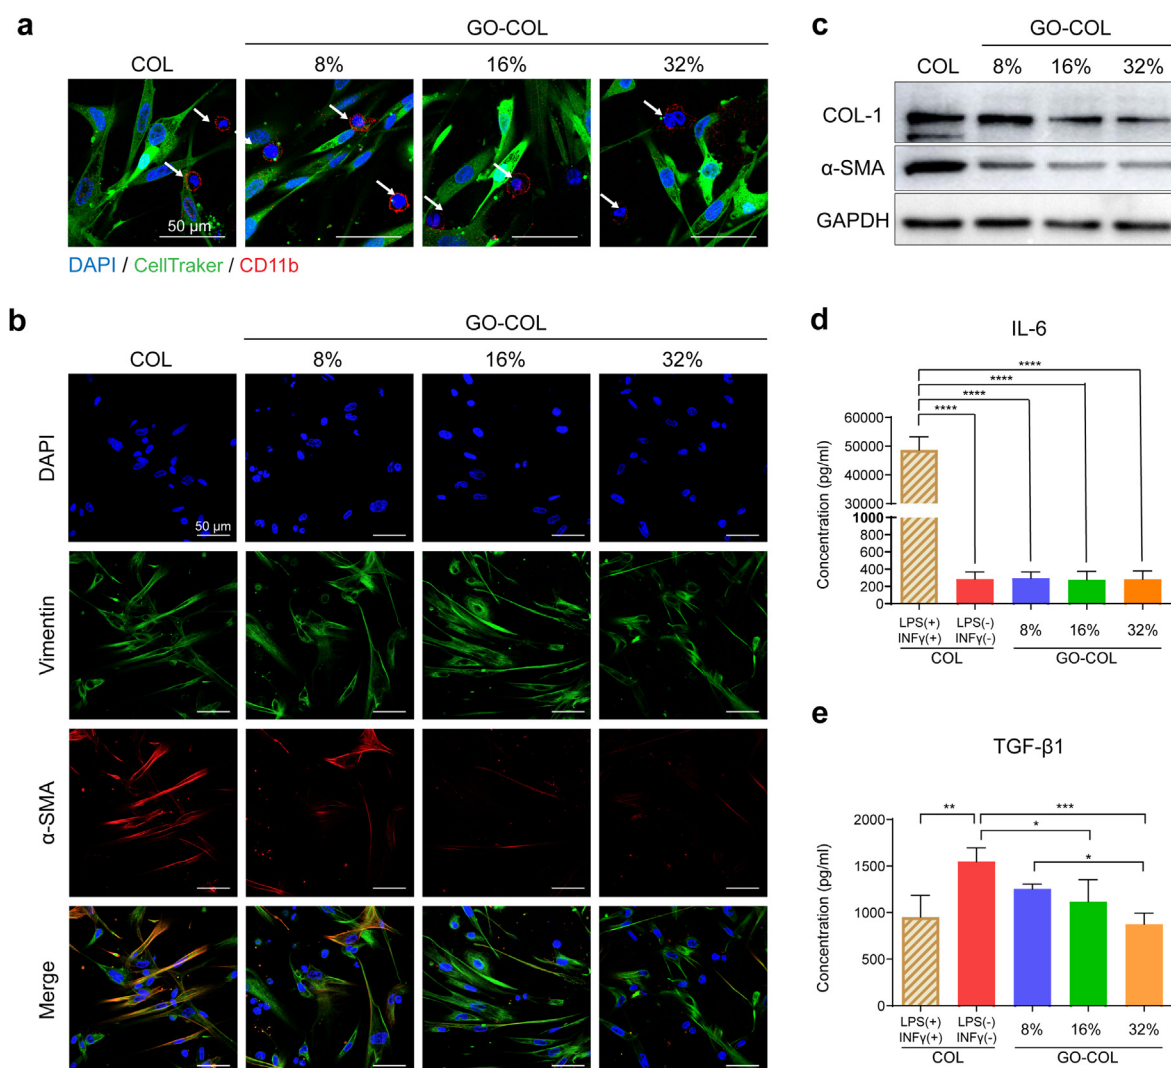 a
GO-COL
COL 8% 16% 32%
50 μm
DAPI / CellTraker / CD11b
b
GO-COL
COL 8% 16% 32%
DAPI
50 μm
Vimentin
α-SMA
Merge
c
GO-COL
COL 8% 16% 32%
COL-1
α-SMA
GAPDH
d
IL-6
****
****
****
****
Concentration (pg/ml)
60000
50000
40000
30000
1000
800
600
400
200
0
LPS(+) LPS(-)
INFγ(+) INFγ(-) 8% 16% 32%
COL GO-COL
e
TGF-β1
** ***
*
*
Concentration (pg/ml)
2000
1500
1000
500
0
LPS(+) LPS(-)
INFγ(+) INFγ(-) 8% 16% 32%
COL GO-COL